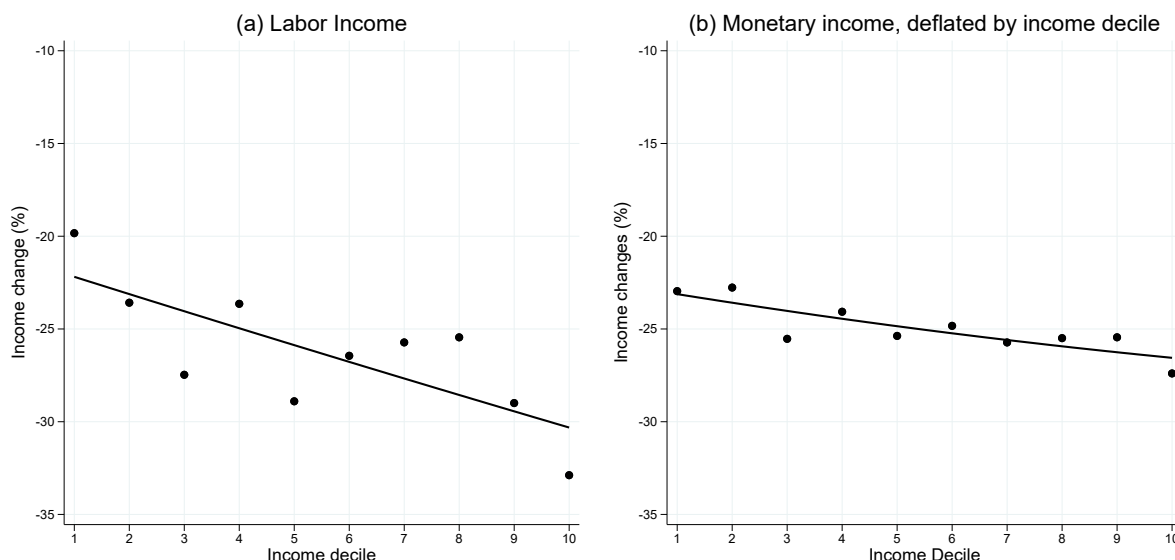 (a) Labor Income
-10
-15
-20
-25
-30
-35
Income change (%)
1 2 3 4 5 6 7 8 9 10
Income decile
(b) Monetary income, deflated by income decile
-10
-15
-20
-25
-30
-35
Income changes (%)
1 2 3 4 5 6 7 8 9 10
Income Decile